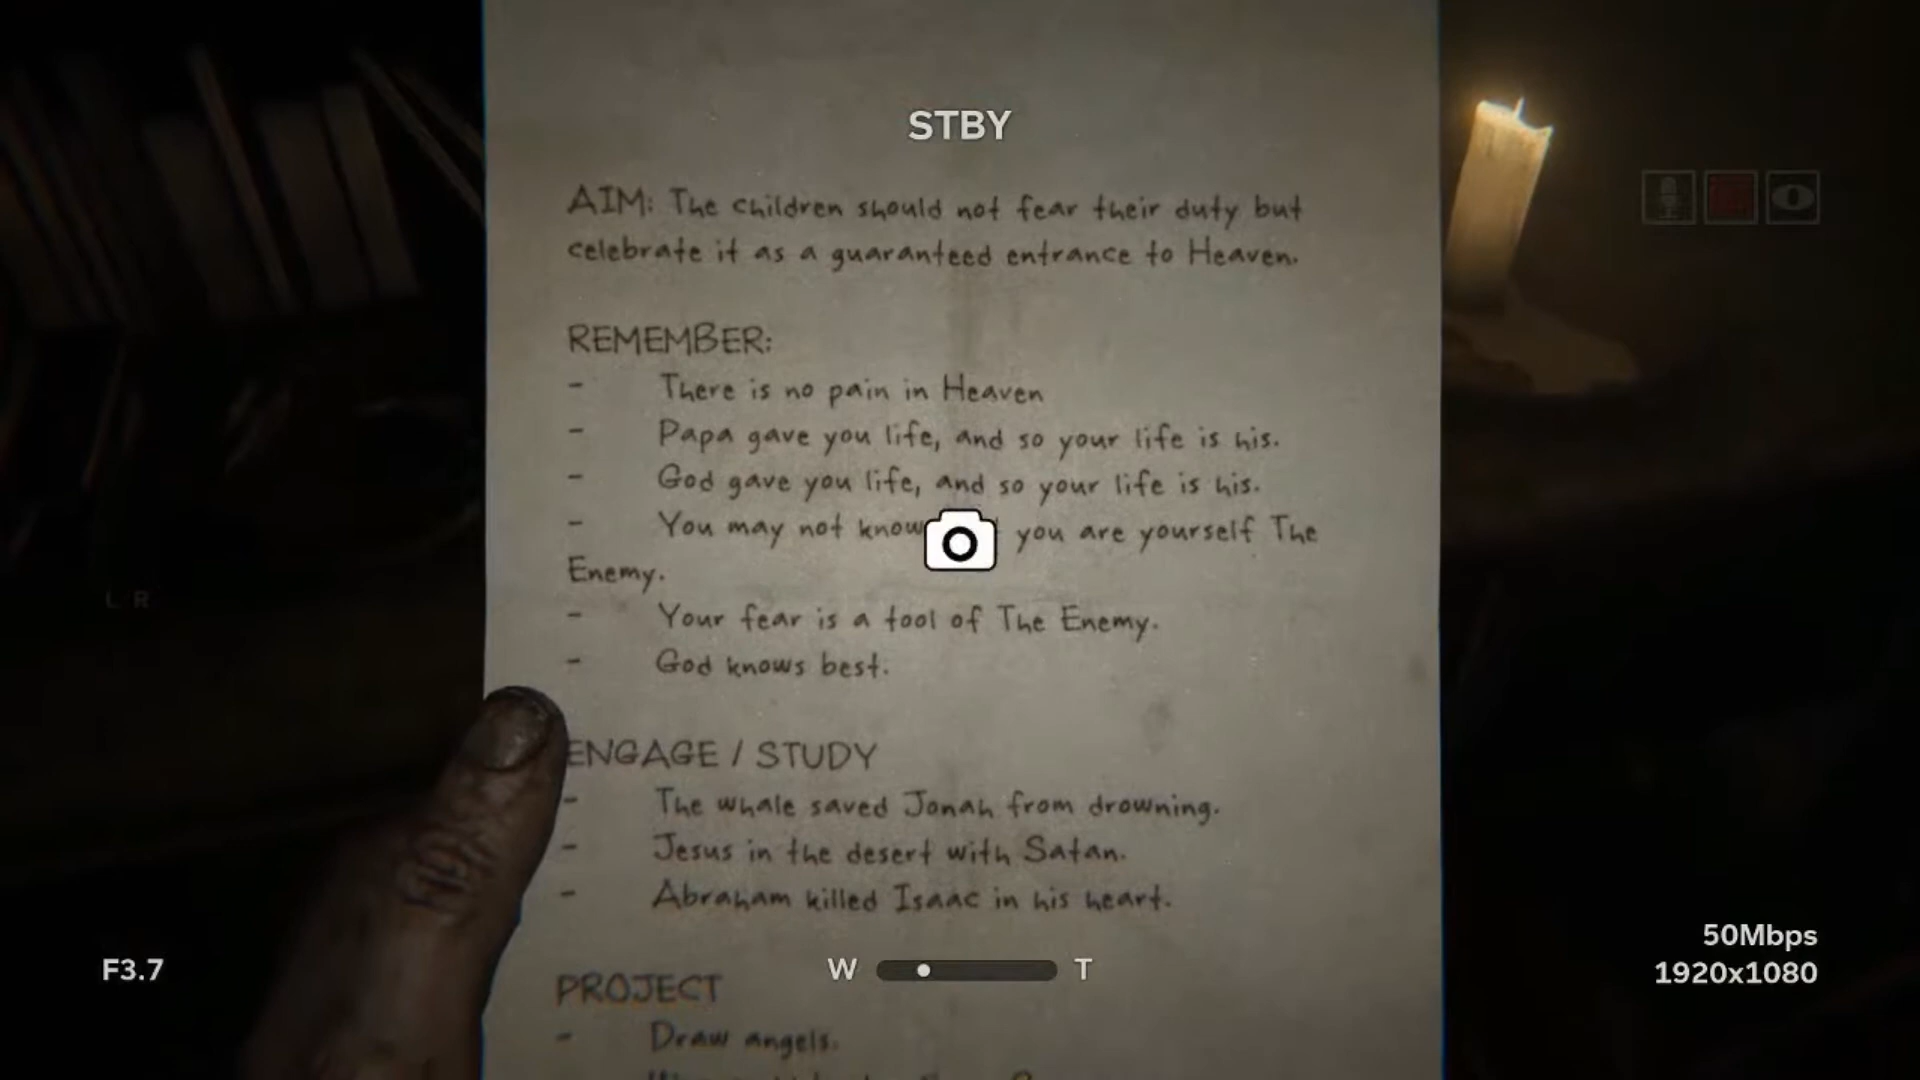 STBY
AIM: The children should not fear their duty but
celebrate it as a guaranteed entrance to Heaven.
REMEMBER:
- There is no pain in Heaven
- Papa gave you life, and so your life is his.
- God gave you life, and so your life is his.
- You may not know you are yourself The
Enemy.
- Your fear is a tool of The Enemy.
- God knows best.
L R
ENGAGE / STUDY
- The whale saved Jonah from drowning.
- Jesus in the desert with Satan.
- Abraham killed Isaac in his heart.
PROJECT
- Draw angels.
F3.7
W T
50Mbps
1920x1080